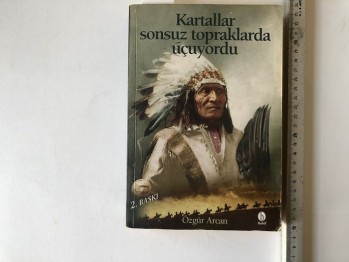 Kartallar
sonsuz topraklarda
uçuyordu
2. BASKI
Özgür Arcan